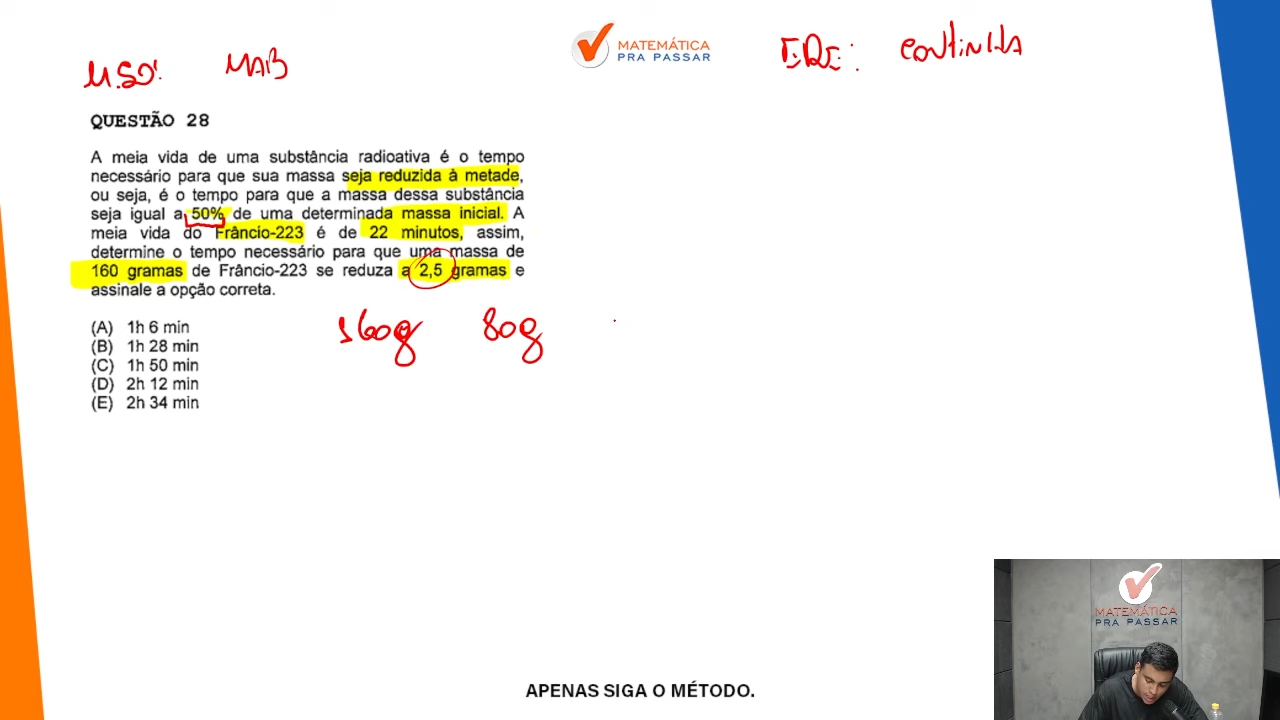 MATEMÁTICA
PRA PASSAR
QUESTÃO 28
A meia vida de uma substância radioativa é o tempo
necessário para que sua massa seja reduzida à metade,
ou seja, é o tempo para que a massa dessa substância
seja igual a 50% de uma determinada massa inicial. A
meia vida do Frâncio-223 é de 22 minutos, assim,
determine o tempo necessário para que uma massa de
160 gramas de Frâncio-223 se reduza a 2,5 gramas e
assinale a opção correta.
(A) 1h 6 min
(B) 1h 28 min
(C) 1h 50 min
(D) 2h 12 min
(E) 2h 34 min
160g 80g
MATEMÁTICA
PRA PASSAR
APENAS SIGA O MÉTODO.